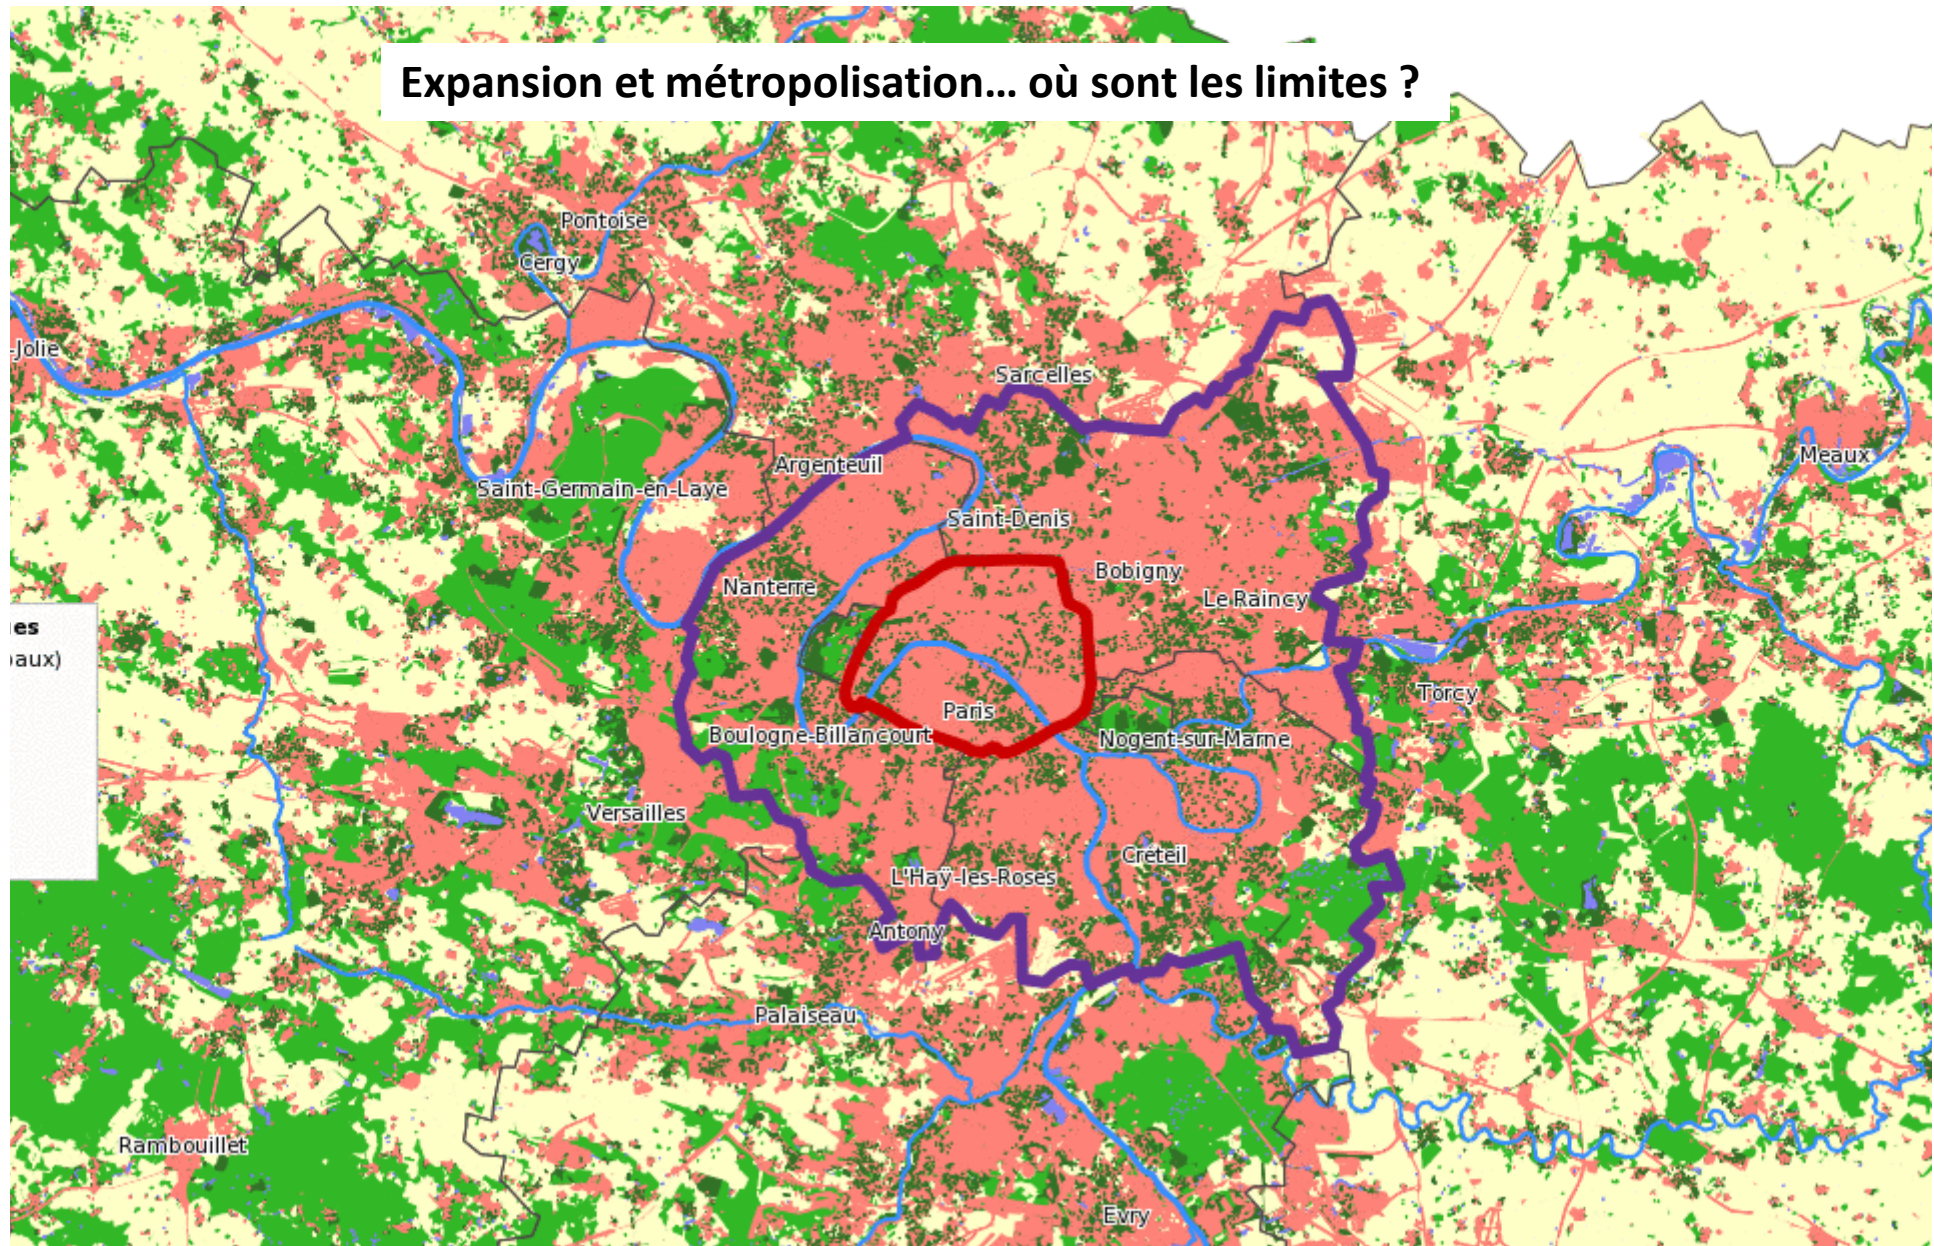 Expansion et métropolisation… où sont les limites ?
Pontoise
Cergy
-Jolie
Sarcelles
Argenteuil
Meaux
Saint-Germain-en-Laye
Saint-Denis
Bobigny
Nanterre
Le Raincy
es
aux)
Torcy
Paris
Boulogne-Billancourt
Nogent-sur-Marne
Versailles
Créteil
L'Haÿ-les-Roses
Antony
Palaiseau
Rambouillet
Evry